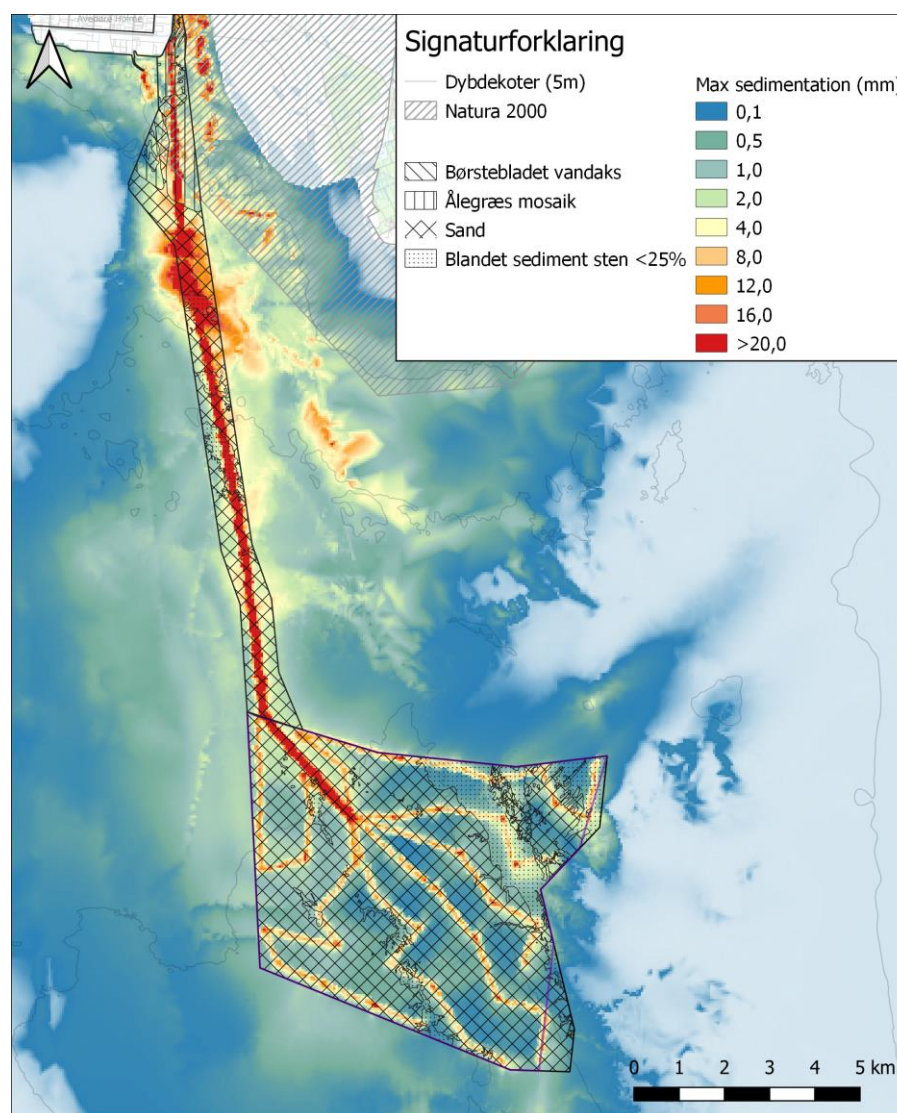 Avedøre Holme
Signaturforklaring
Dybdekoter (5m)
Natura 2000
Børstebladet vandaks
Ålegræs mosaik
Sand
Blandet sediment sten <25%
Max sedimentation (mm)
0,1
0,5
1,0
2,0
4,0
8,0
12,0
16,0
>20,0
0 1 2 3 4 5 km